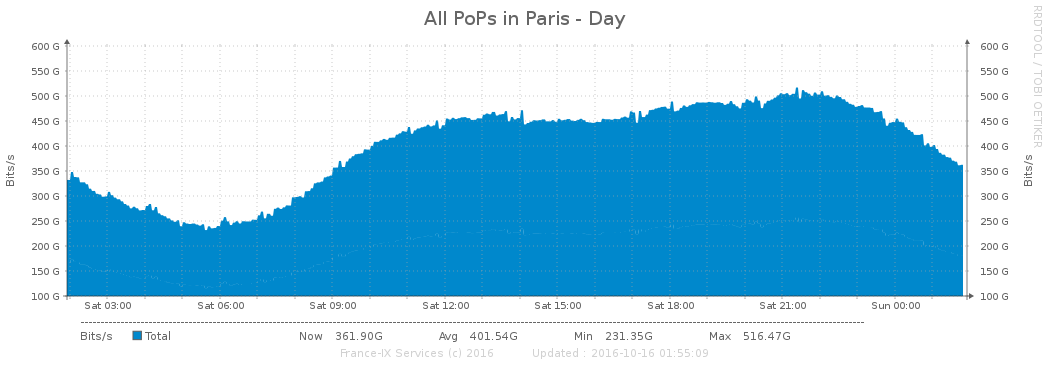 All PoPs in Paris - Day
RRDTOOL / TOBI OETIKER
600 G 600 G
550 G 550 G
500 G 500 G
450 G 450 G
400 G 400 G
350 G 350 G
300 G 300 G
250 G 250 G
200 G 200 G
150 G 150 G
100 G 100 G
Bits/s
Bits/s
Sat 03:00 Sat 06:00 Sat 09:00 Sat 12:00 Sat 15:00 Sat 18:00 Sat 21:00 Sun 00:00
Bits/s Total Now 361.90G Avg 401.54G Min 231.35G Max 516.47G
France-IX Services (c) 2016 Updated : 2016-10-16 01:55:09